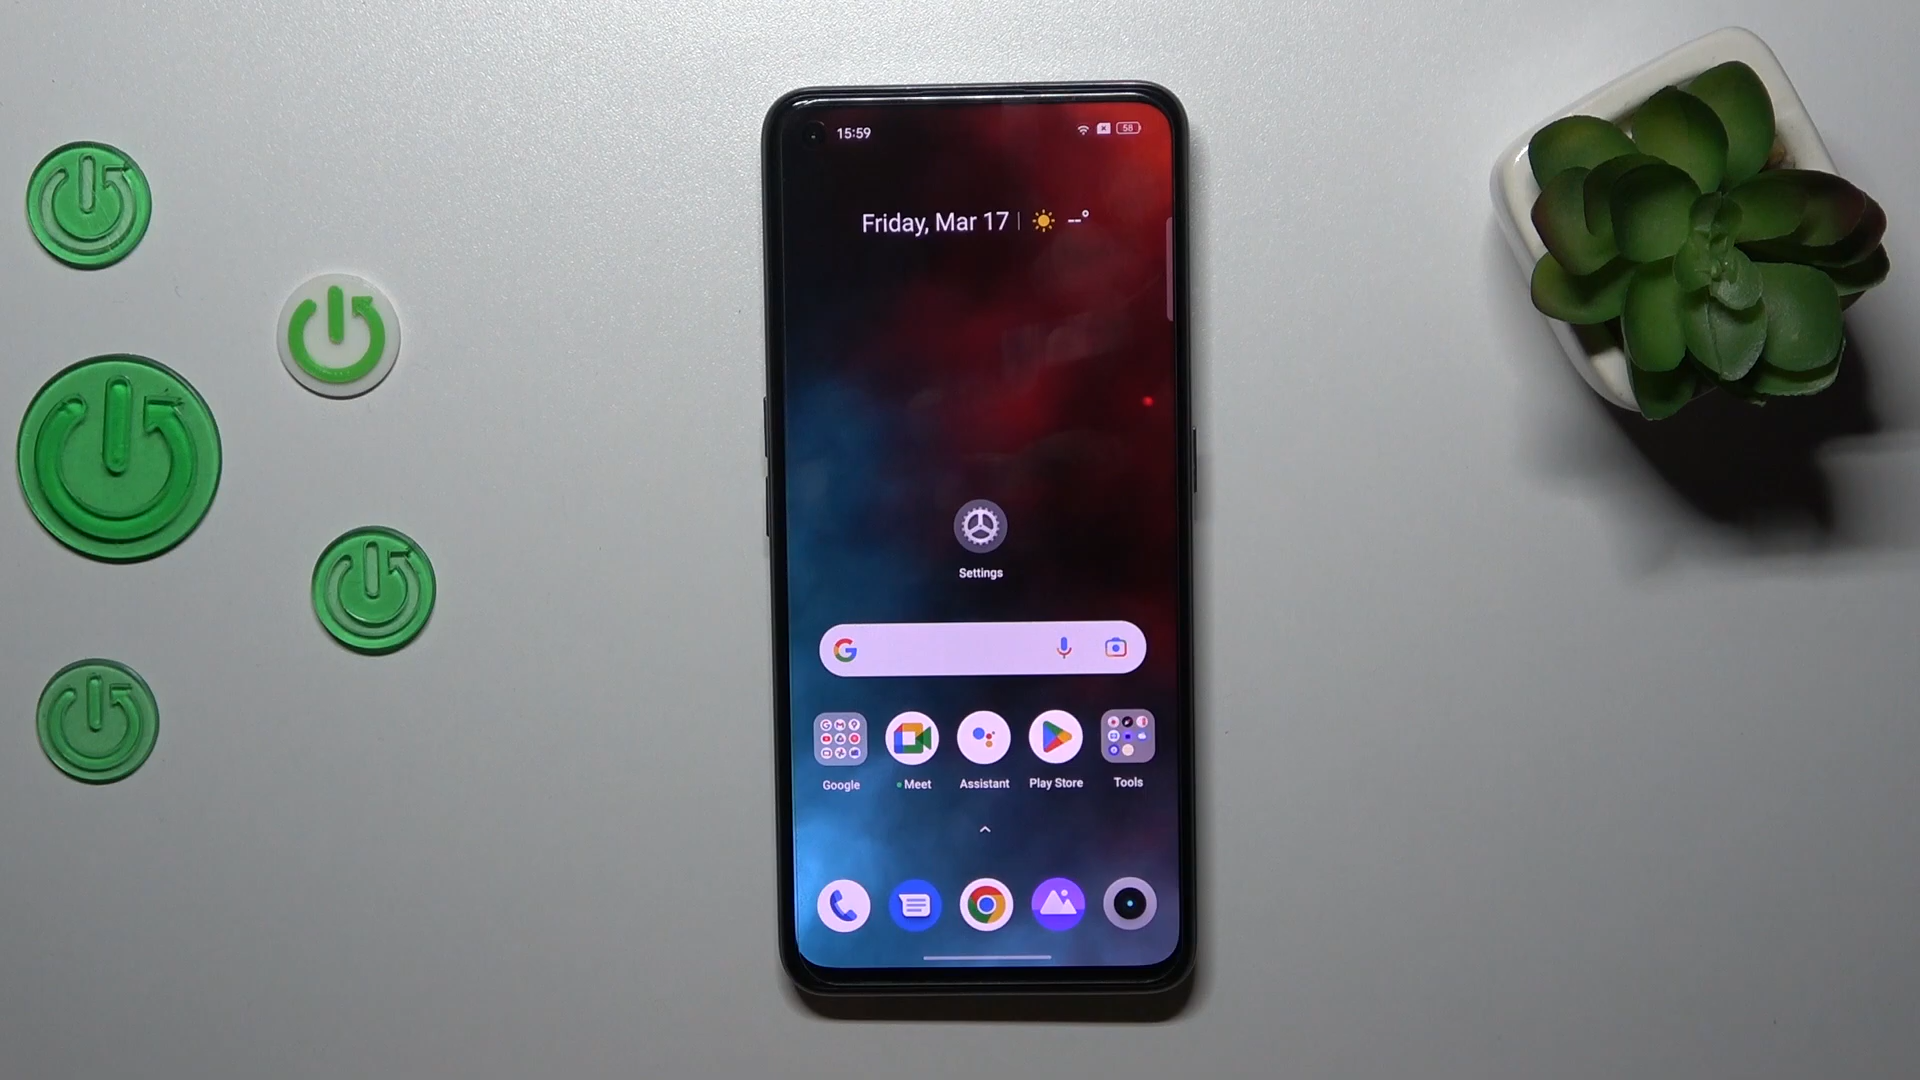 15:59
58
Friday, Mar 17 | --°
Settings
Google
Meet
Assistant
Play Store
Tools